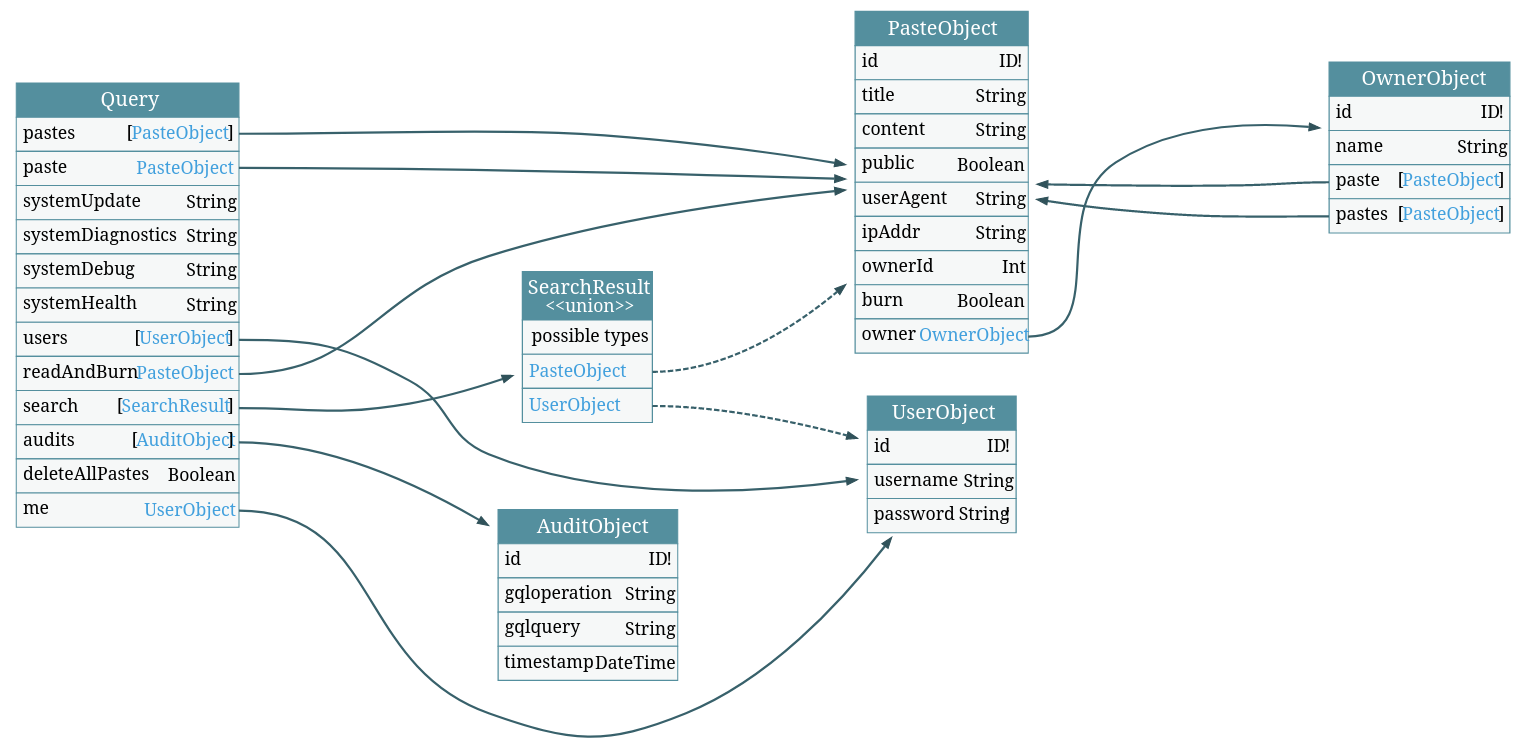 Query
pastes [PasteObject]
paste PasteObject
systemUpdate String
systemDiagnostics String
systemDebug String
systemHealth String
users [UserObject]
readAndBurn PasteObject
search [SearchResult]
audits [AuditObject]
deleteAllPastes Boolean
me UserObject
SearchResult
<<union>>
possible types
PasteObject
UserObject
AuditObject
id ID!
gqloperation String
gqlquery String
timestamp DateTime
PasteObject
id ID!
title String
content String
public Boolean
userAgent String
ipAddr String
ownerId Int
burn Boolean
owner OwnerObject
UserObject
id ID!
username String
password String!
OwnerObject
id ID!
name String
paste [PasteObject]
pastes [PasteObject]